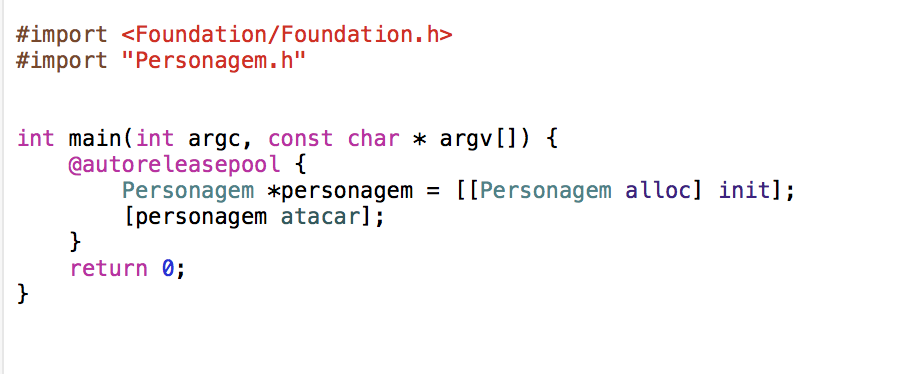 #import <Foundation/Foundation.h>
#import "Personagem.h"
int main(int argc, const char * argv[]) {
@autoreleasepool {
Personagem *personagem = [[Personagem alloc] init];
[personagem atacar];
}
return 0;
}